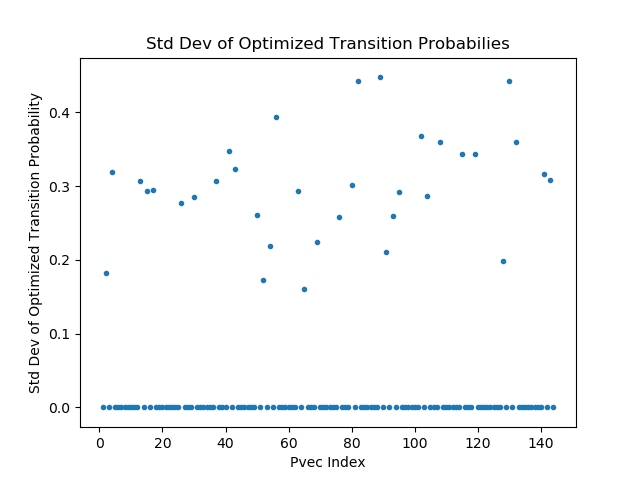 Std Dev of Optimized Transition Probabilies
Std Dev of Optimized Transition Probability
0.4
0.3
0.2
0.1
0.0
0 20 40 60 80 100 120 140
Pvec Index